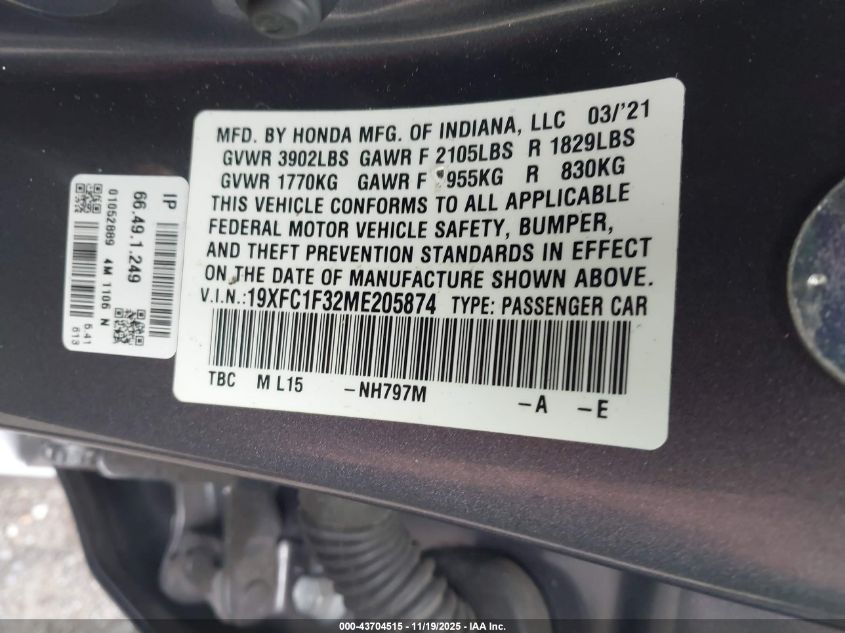 MFD. BY HONDA MFG. OF INDIANA, LLC 03/'21
GVWR 3902LBS GAWR F 2105LBS R 1829LBS
GVWR 1770KG GAWR F 955KG R 830KG
THIS VEHICLE CONFORMS TO ALL APPLICABLE
FEDERAL MOTOR VEHICLE SAFETY, BUMPER,
AND THEFT PREVENTION STANDARDS IN EFFECT
ON THE DATE OF MANUFACTURE SHOWN ABOVE.
V.I.N.:19XFC1F32ME205874 TYPE: PASSENGER CAR
TBC M L15 -NH797M -A -E
IP
66.49.1.249
01052889 4M 1106 N
5.41
613
000-43704515 - 11/19/2025 - IAA Inc.